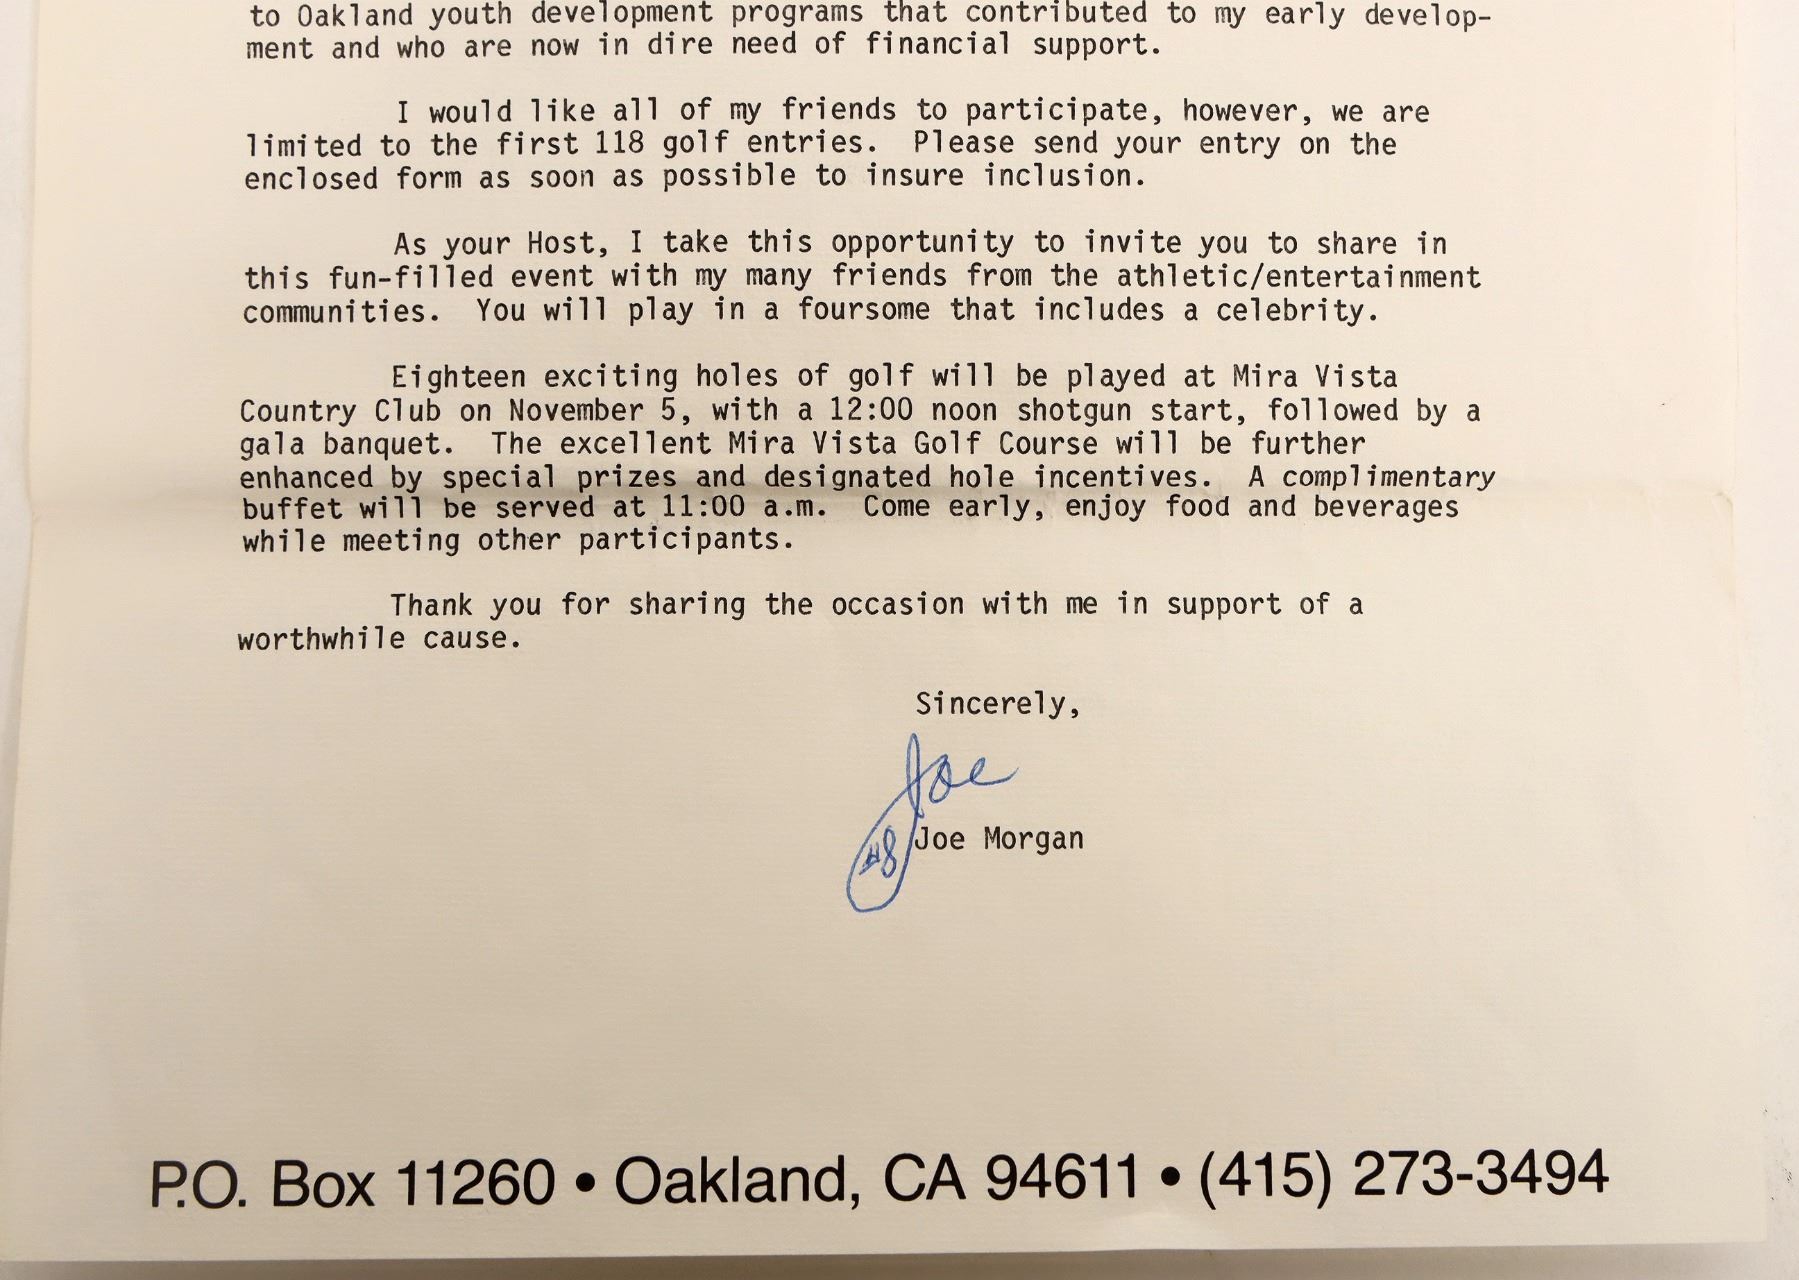 to Oakland youth development programs that contributed to my early develop-
ment and who are now in dire need of financial support.
I would like all of my friends to participate, however, we are
limited to the first 118 golf entries.  Please send your entry on the
enclosed form as soon as possible to insure inclusion.
As your Host, I take this opportunity to invite you to share in
this fun-filled event with my many friends from the athletic/entertainment
communities.  You will play in a foursome that includes a celebrity.
Eighteen exciting holes of golf will be played at Mira Vista
Country Club on November 5, with a 12:00 noon shotgun start, followed by a
gala banquet.  The excellent Mira Vista Golf Course will be further
enhanced by special prizes and designated hole incentives.  A complimentary
buffet will be served at 11:00 a.m.  Come early, enjoy food and beverages
while meeting other participants.
Thank you for sharing the occasion with me in support of a
worthwhile cause.
Sincerely,
Joe
#8
Joe Morgan
P.O. Box 11260 • Oakland, CA 94611 • (415) 273-3494